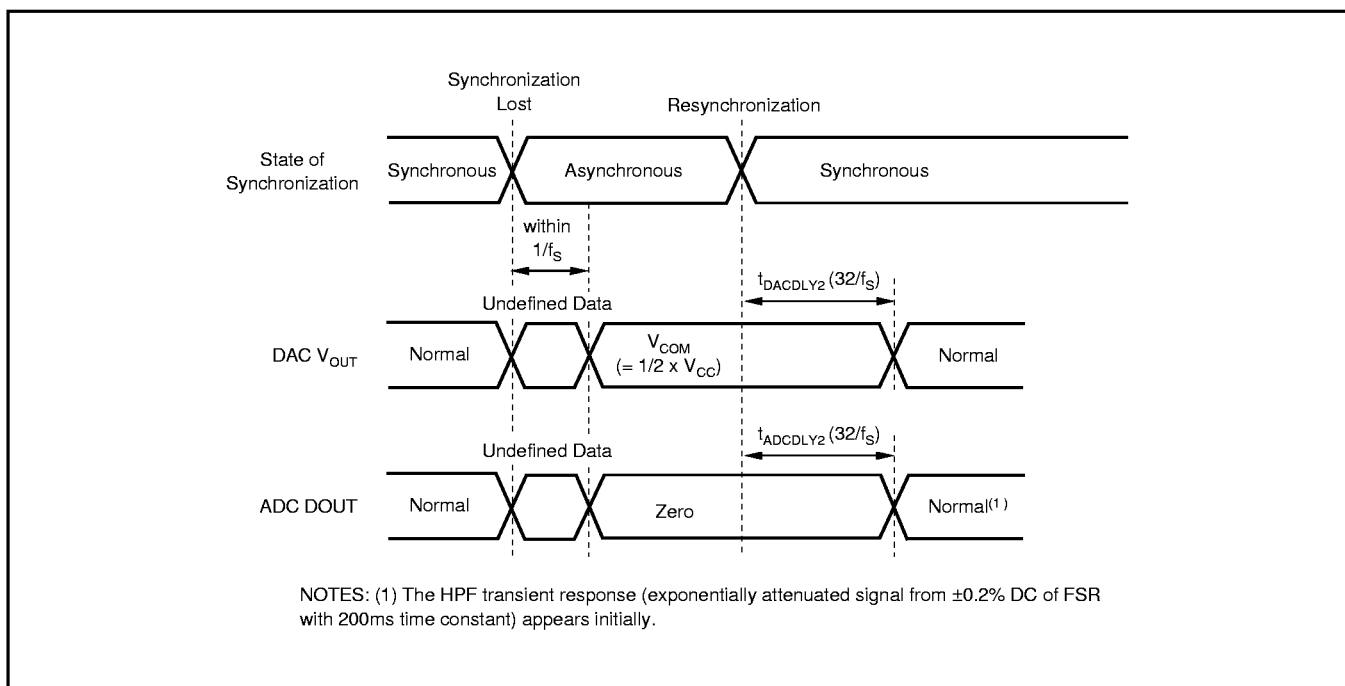 Synchronization
Lost
Resynchronization
State of
Synchronization
Synchronous
Asynchronous
Synchronous
within
1/fS
tDACDLY2 (32/fS)
Undefined Data
DAC VOUT
Normal
VCOM
(= 1/2 x VCC)
Normal
tADCDLY2 (32/fS)
Undefined Data
ADC DOUT
Normal
Zero
Normal(1)
NOTES: (1) The HPF transient response (exponentially attenuated signal from ±0.2% DC of FSR
with 200ms time constant) appears initially.